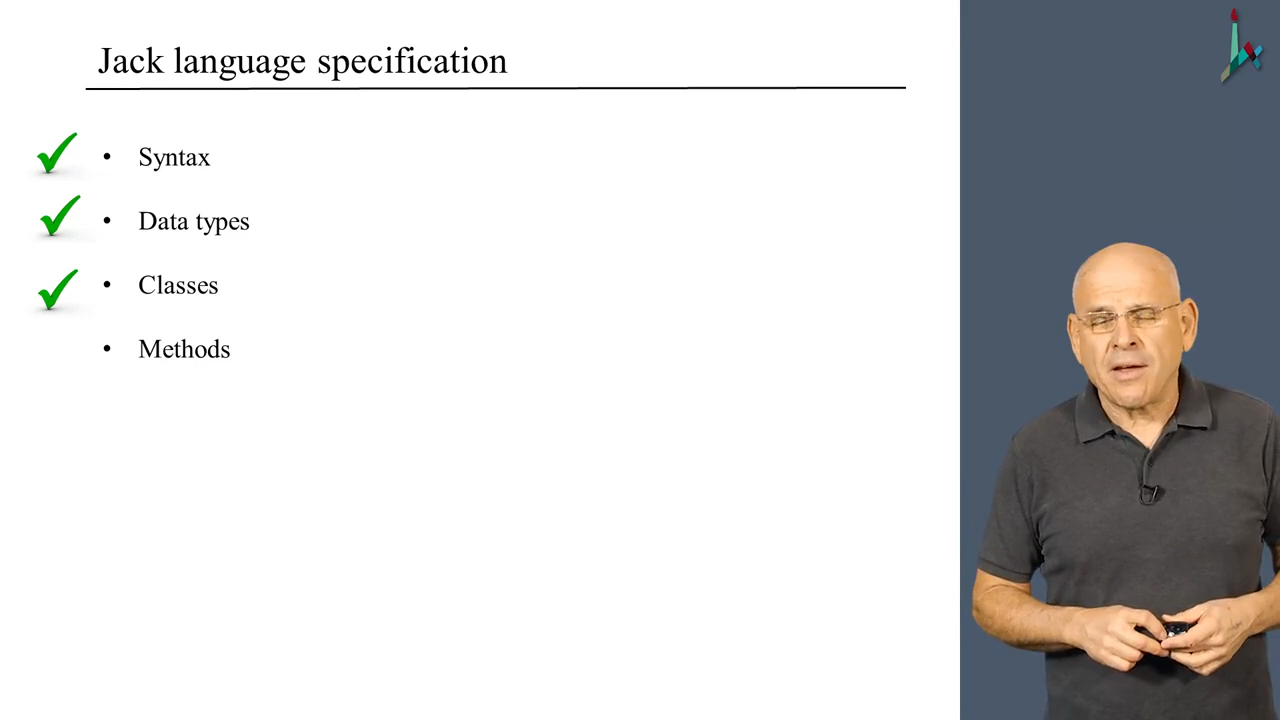 Jack language specification
• Syntax
• Data types
• Classes
• Methods